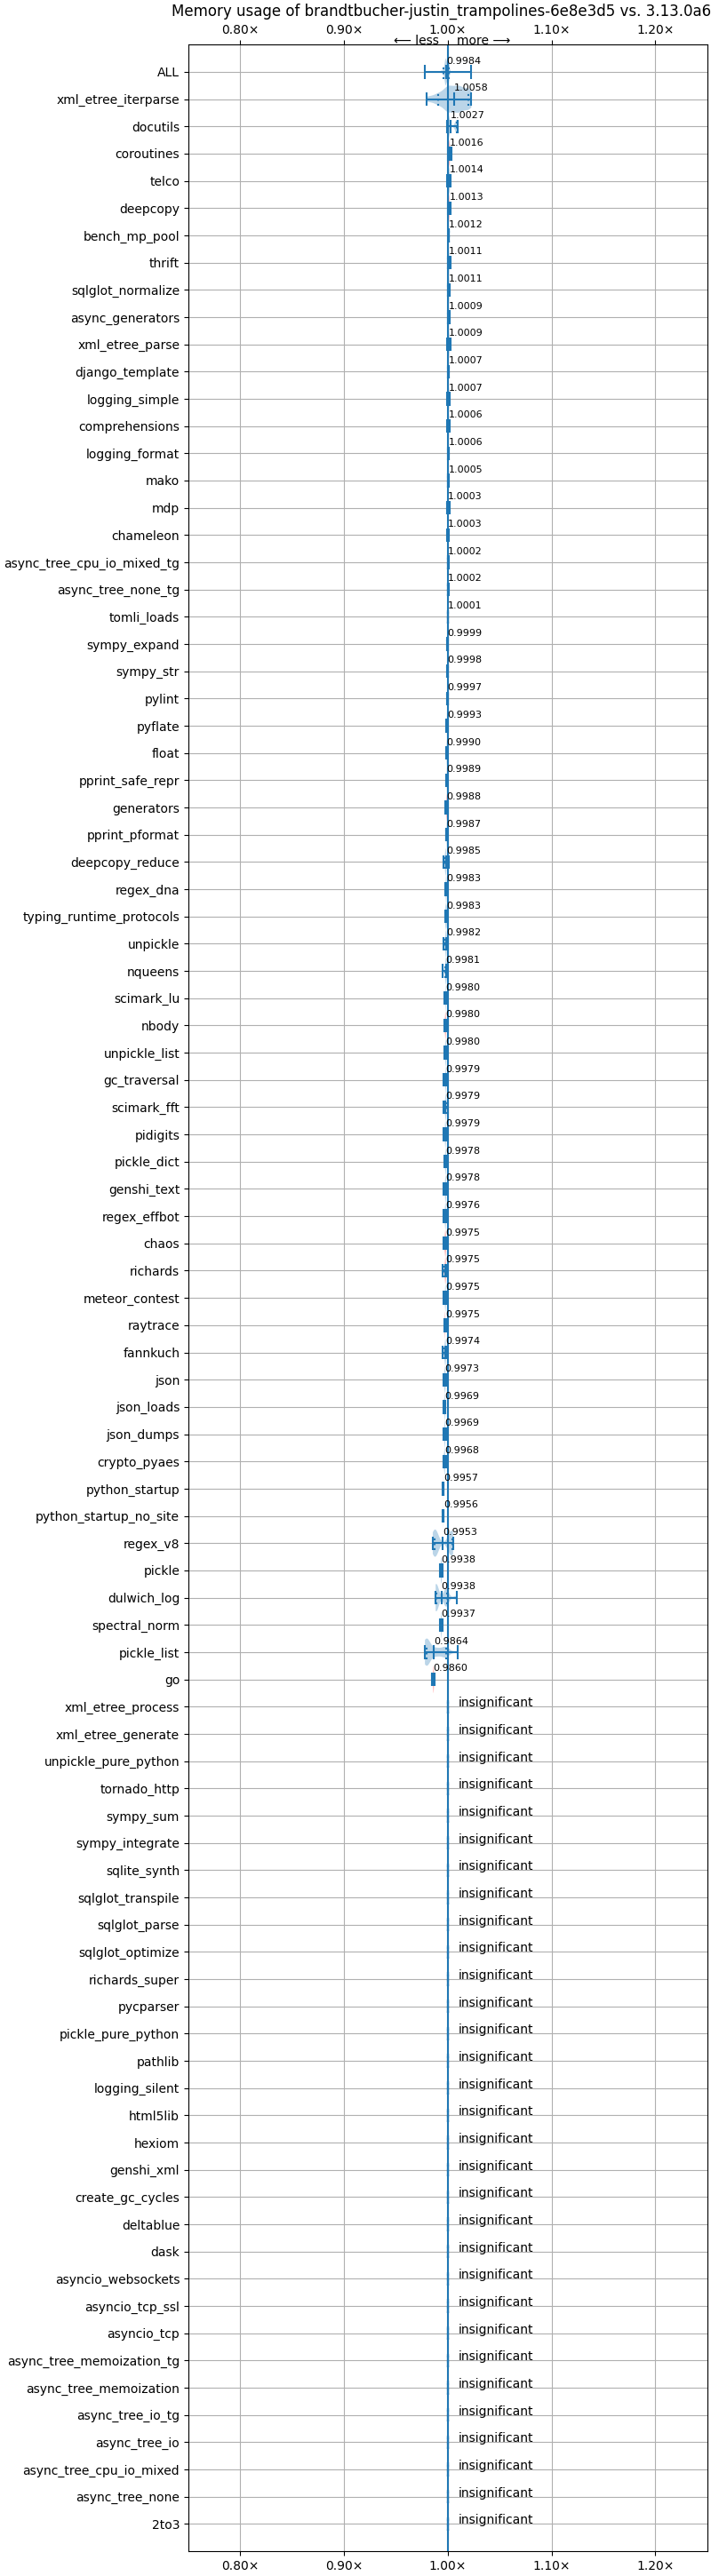 Memory usage of brandtbucher-justin_trampolines-6e8e3d5 vs. 3.13.0a6
0.80× 0.90× 1.00× 1.10× 1.20×
← less more →
ALL 0.9984
xml_etree_iterparse 1.0058
docutils 1.0027
coroutines 1.0016
telco 1.0014
deepcopy 1.0013
bench_mp_pool 1.0012
thrift 1.0011
sqlglot_normalize 1.0011
async_generators 1.0009
xml_etree_parse 1.0009
django_template 1.0007
logging_simple 1.0007
comprehensions 1.0006
logging_format 1.0006
mako 1.0005
mdp 1.0003
chameleon 1.0003
async_tree_cpu_io_mixed_tg 1.0002
async_tree_none_tg 1.0002
tomli_loads 1.0001
sympy_expand 0.9999
sympy_str 0.9998
pylint 0.9997
pyflate 0.9993
float 0.9990
pprint_safe_repr 0.9989
generators 0.9988
pprint_pformat 0.9987
deepcopy_reduce 0.9985
regex_dna 0.9983
typing_runtime_protocols 0.9983
unpickle 0.9982
nqueens 0.9981
scimark_lu 0.9980
nbody 0.9980
unpickle_list 0.9980
gc_traversal 0.9979
scimark_fft 0.9979
pidigits 0.9979
pickle_dict 0.9978
genshi_text 0.9978
regex_effbot 0.9976
chaos 0.9975
richards 0.9975
meteor_contest 0.9975
raytrace 0.9975
fannkuch 0.9974
json 0.9973
json_loads 0.9969
json_dumps 0.9969
crypto_pyaes 0.9968
python_startup 0.9957
python_startup_no_site 0.9956
regex_v8 0.9953
pickle 0.9938
dulwich_log 0.9938
spectral_norm 0.9937
pickle_list 0.9864
go 0.9860
xml_etree_process insignificant
xml_etree_generate insignificant
unpickle_pure_python insignificant
tornado_http insignificant
sympy_sum insignificant
sympy_integrate insignificant
sqlite_synth insignificant
sqlglot_transpile insignificant
sqlglot_parse insignificant
sqlglot_optimize insignificant
richards_super insignificant
pycparser insignificant
pickle_pure_python insignificant
pathlib insignificant
logging_silent insignificant
html5lib insignificant
hexiom insignificant
genshi_xml insignificant
create_gc_cycles insignificant
deltablue insignificant
dask insignificant
asyncio_websockets insignificant
asyncio_tcp_ssl insignificant
asyncio_tcp insignificant
async_tree_memoization_tg insignificant
async_tree_memoization insignificant
async_tree_io_tg insignificant
async_tree_io insignificant
async_tree_cpu_io_mixed insignificant
async_tree_none insignificant
2to3 insignificant
0.80× 0.90× 1.00× 1.10× 1.20×